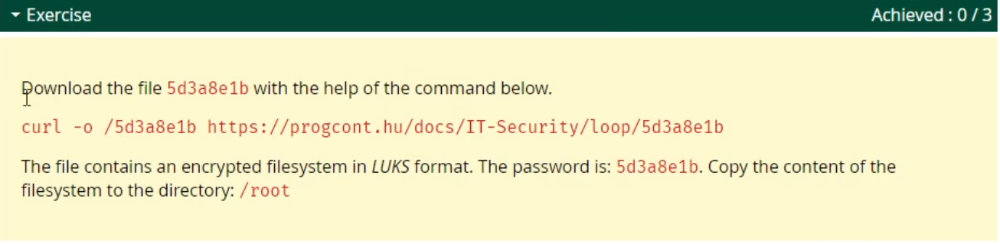 Exercise
Achieved : 0 / 3
Download the file 5d3a8e1b with the help of the command below.
curl -o /5d3a8e1b https://progcont.hu/docs/IT-Security/loop/5d3a8e1b
The file contains an encrypted filesystem in LUKS format. The password is: 5d3a8e1b. Copy the content of the
filesystem to the directory: /root